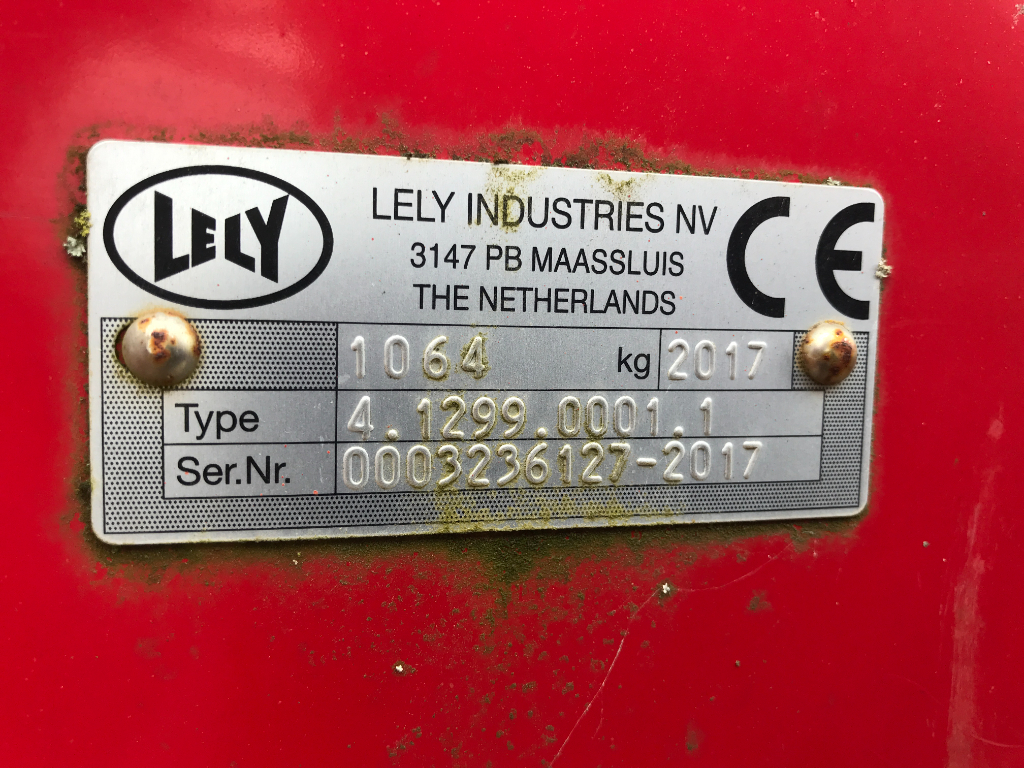 LELY
LELY INDUSTRIES NV
3147 PB MAASSLUIS
THE NETHERLANDS
CE
1064 kg 2017
Type 4.1299.0001.1
Ser.Nr. 0003236127-2017